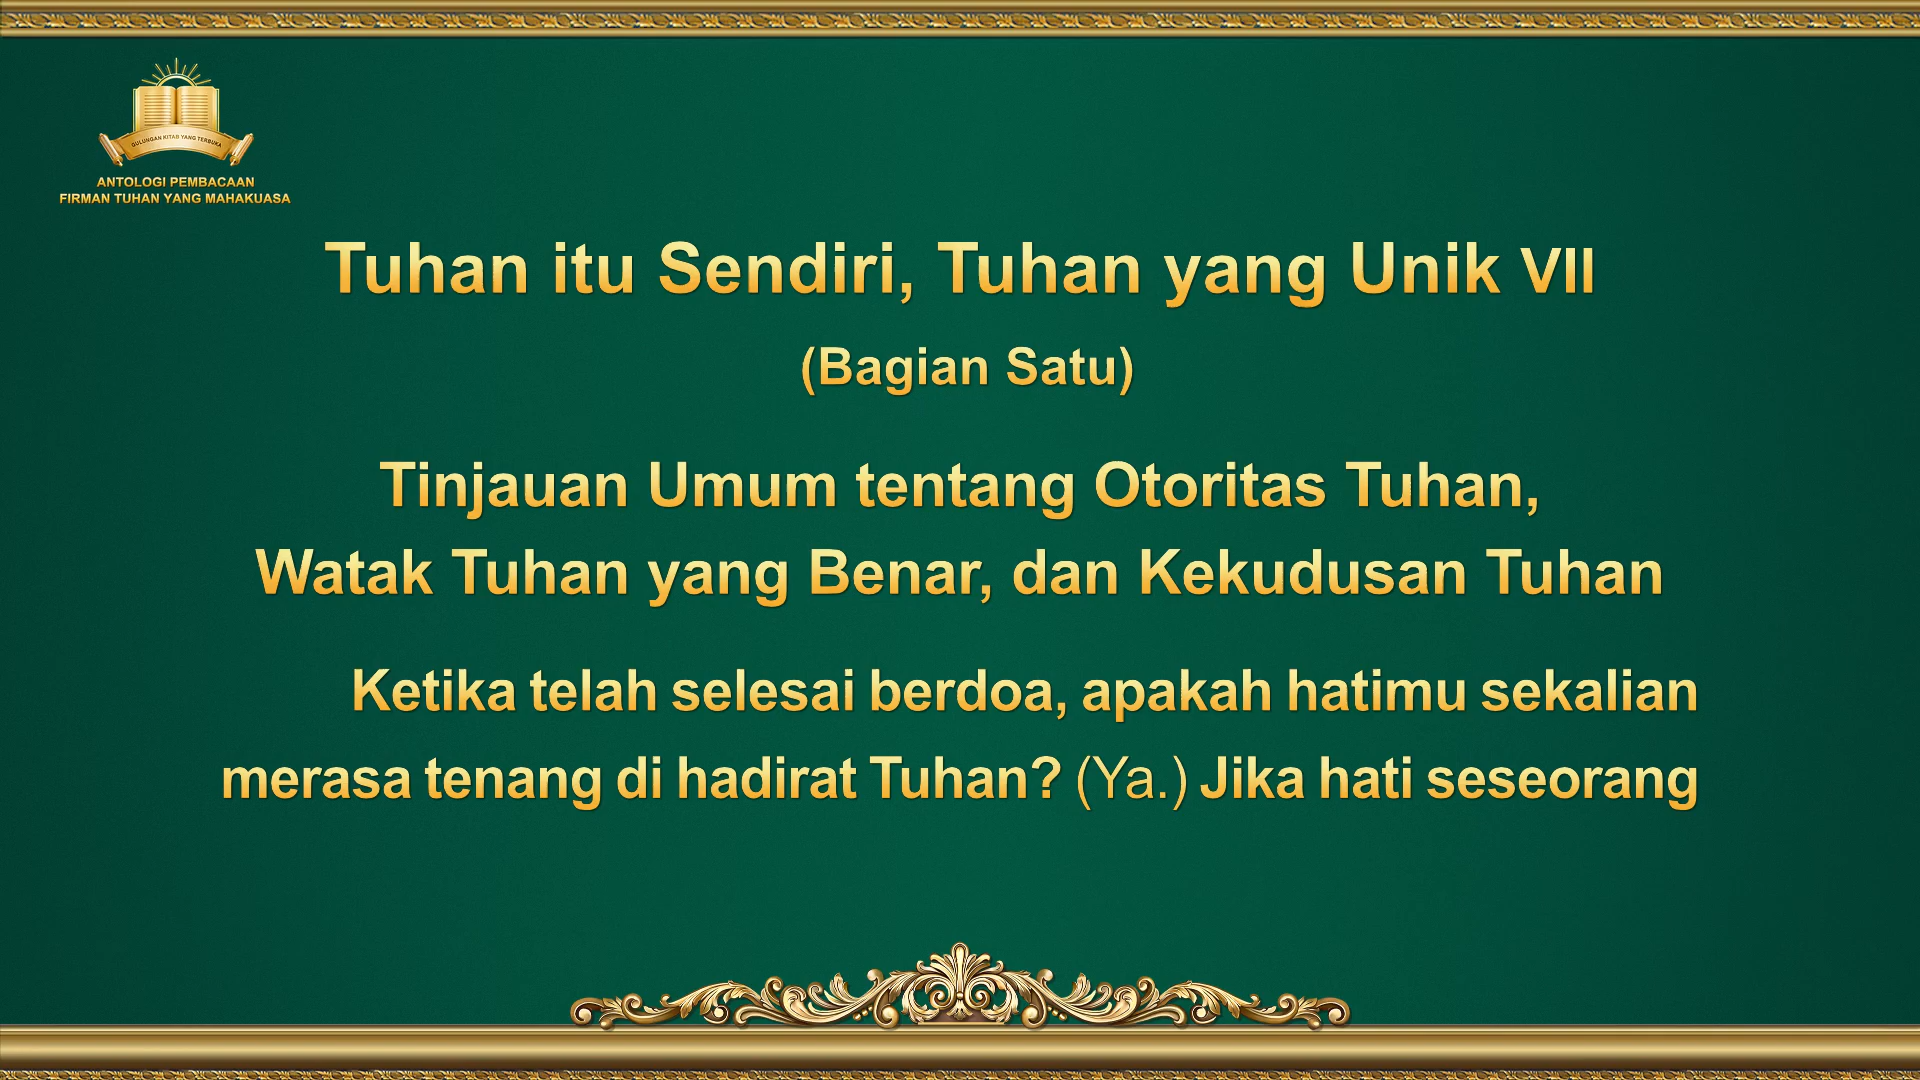 GULUNGAN KITAB YANG TERBUKA
ANTOLOGI PEMBACAAN
FIRMAN TUHAN YANG MAHAKUASA
Tuhan itu Sendiri, Tuhan yang Unik VII
(Bagian Satu)
Tinjauan Umum tentang Otoritas Tuhan,
Watak Tuhan yang Benar, dan Kekudusan Tuhan
Ketika telah selesai berdoa, apakah hatimu sekalian
merasa tenang di hadirat Tuhan? (Ya.) Jika hati seseorang